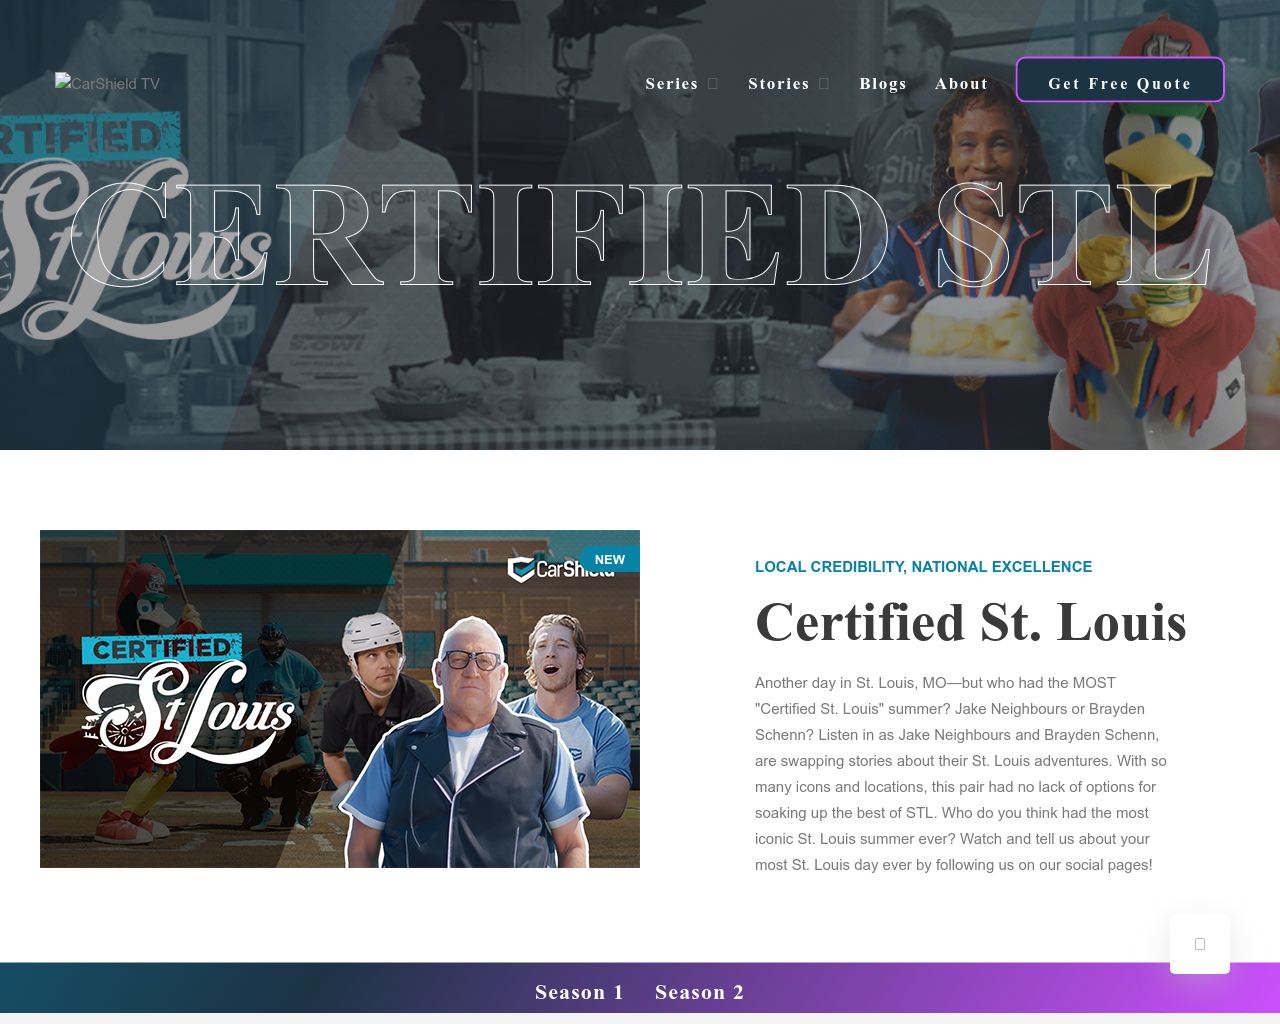 CarShield TV
Series
Stories
Blogs
About
Get Free Quote
CERTIFIED STL
St Louis
NEW
CarShield
CERTIFIED
St Louis
LOCAL CREDIBILITY, NATIONAL EXCELLENCE
Certified St. Louis
Another day in St. Louis, MO—but who had the MOST
"Certified St. Louis" summer? Jake Neighbours or Brayden
Schenn? Listen in as Jake Neighbours and Brayden Schenn,
are swapping stories about their St. Louis adventures. With so
many icons and locations, this pair had no lack of options for
soaking up the best of STL. Who do you think had the most
iconic St. Louis summer ever? Watch and tell us about your
most St. Louis day ever by following us on our social pages!
Season 1
Season 2